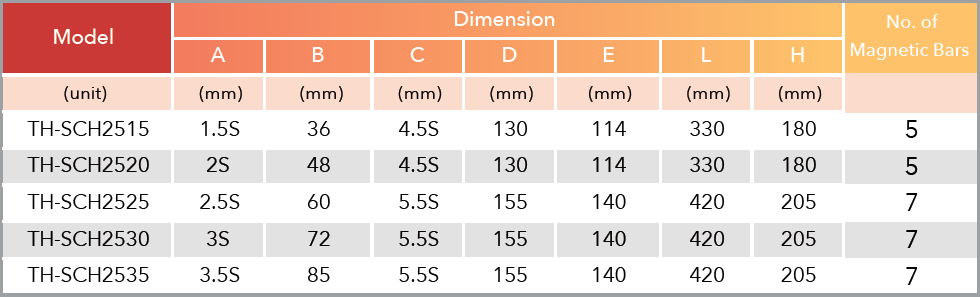 Model Dimension No. of Magnetic Bars
A B C D E L H
(unit) (mm) (mm) (mm) (mm) (mm) (mm) (mm)
TH-SCH2515 1.5S 36 4.5S 130 114 330 180 5
TH-SCH2520 2S 48 4.5S 130 114 330 180 5
TH-SCH2525 2.5S 60 5.5S 155 140 420 205 7
TH-SCH2530 3S 72 5.5S 155 140 420 205 7
TH-SCH2535 3.5S 85 5.5S 155 140 420 205 7